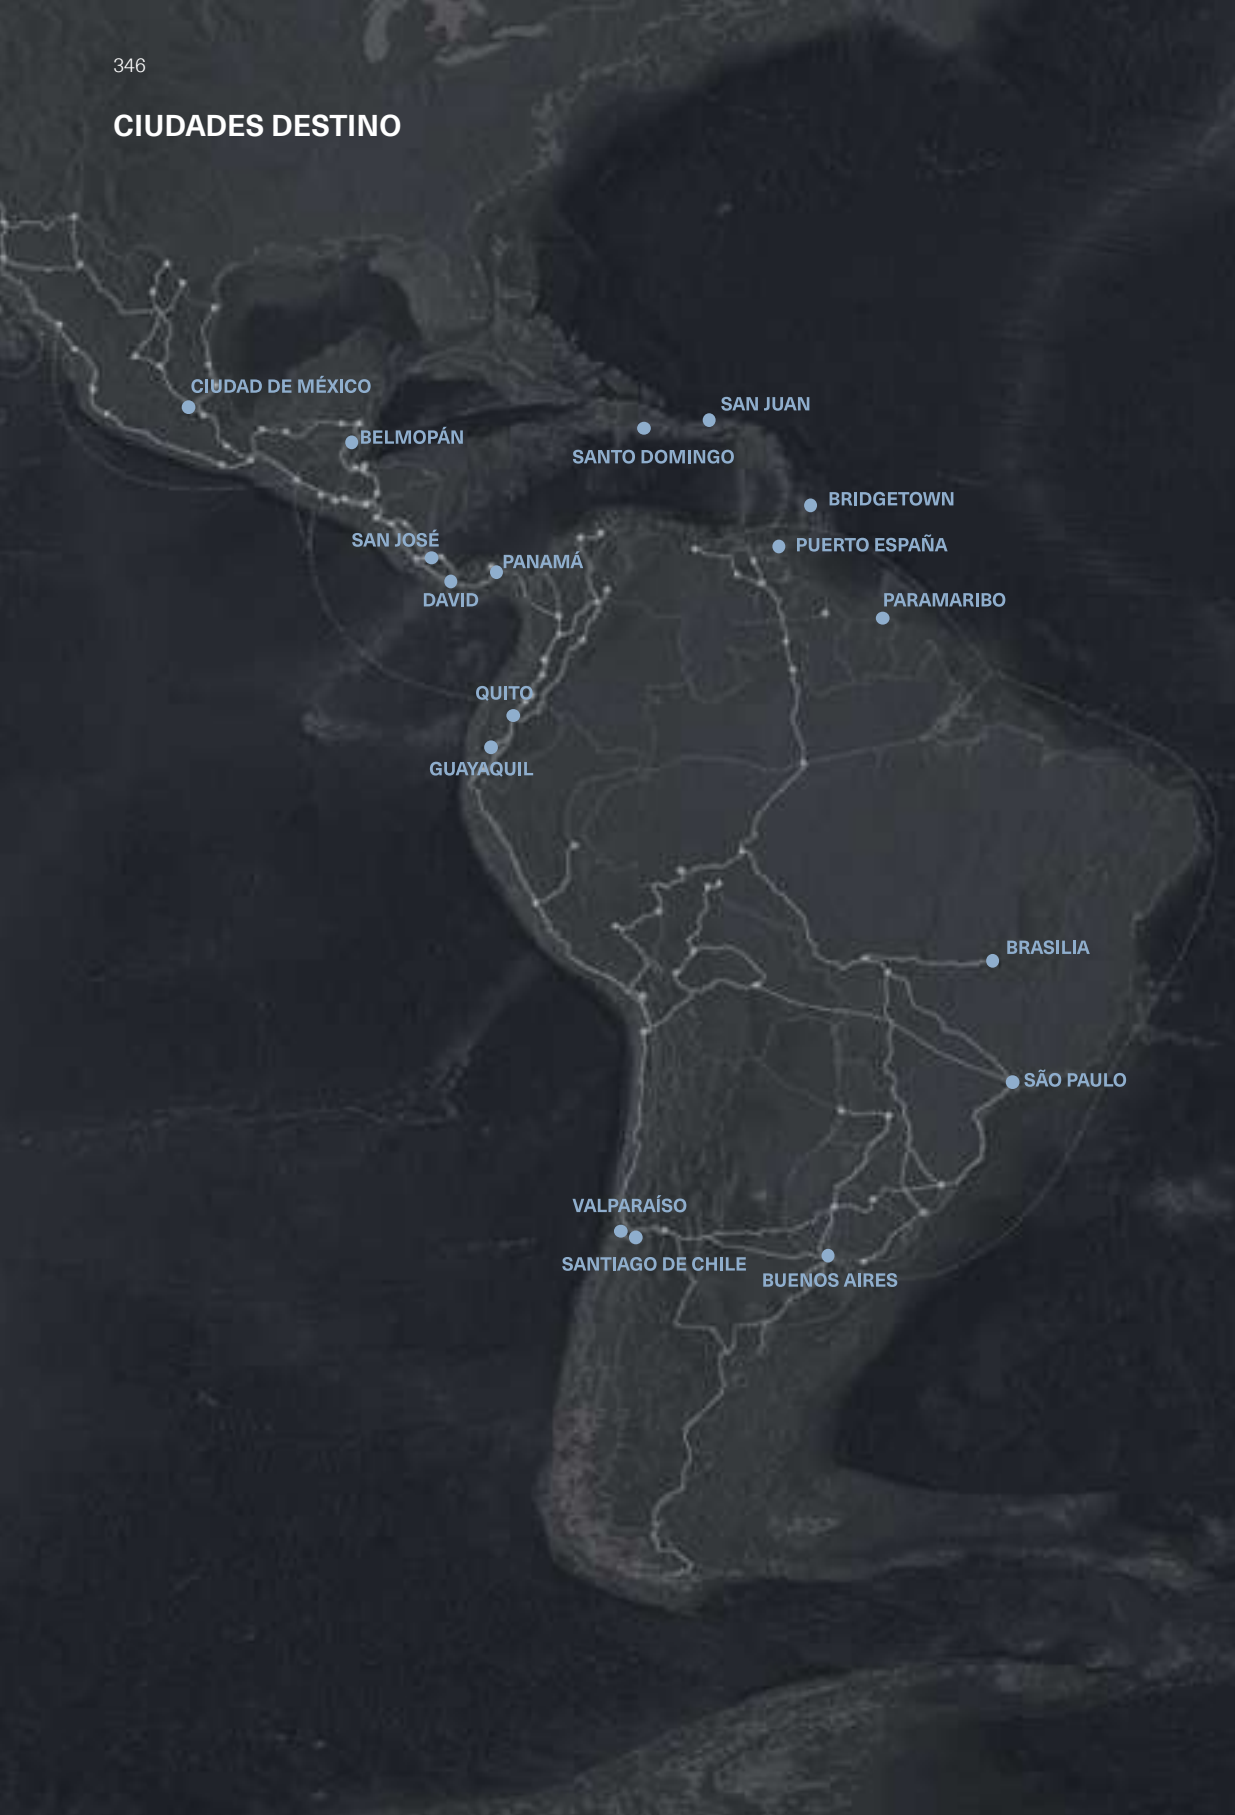 346
CIUDADES DESTINO
CIUDAD DE MÉXICO
SAN JUAN
BELMOPÁN
SANTO DOMINGO
BRIDGETOWN
SAN JOSÉ
PUERTO ESPAÑA
PANAMÁ
DAVID
PARAMARIBO
QUITO
GUAYAQUIL
BRASILIA
SÃO PAULO
VALPARAÍSO
SANTIAGO DE CHILE
BUENOS AIRES